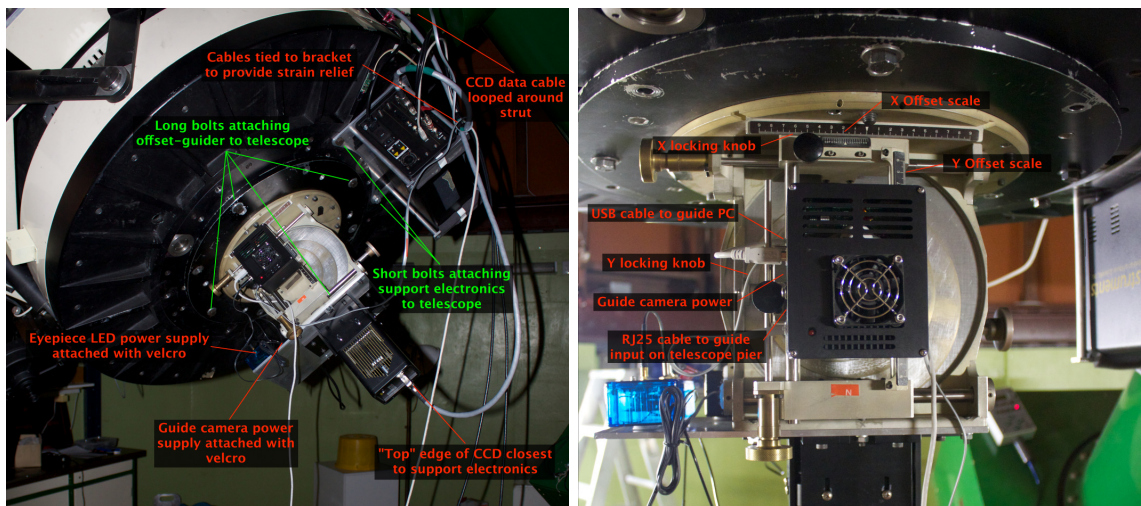 Cables tied to bracket
to provide strain relief
CCD data cable
looped around
strut
Long bolts attaching
offset-guider to telescope
Short bolts attaching
support electronics
to telescope
Eyepiece LED power supply
attached with velcro
Guide camera power
supply attached with
velcro
"Top" edge of CCD closest
to support electronics
X Offset scale
X locking knob
Y Offset scale
USB cable to guide PC
Y locking knob
Guide camera power
RJ25 cable to guide
input on telescope pier
N